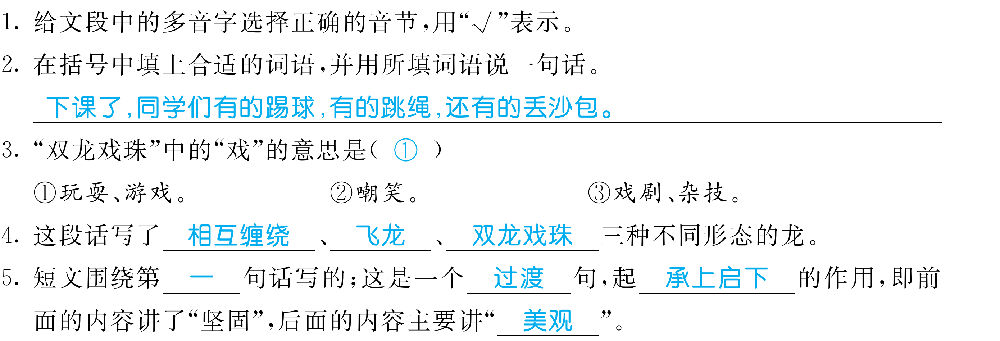 1. 给文段中的多音字选择正确的音节,用“√”表示。
2. 在括号中填上合适的词语,并用所填词语说一句话。
下课了,同学们有的踢球,有的跳绳,还有的丢沙包。
3. “双龙戏珠”中的“戏”的意思是( ① )
①玩耍、游戏。 ②嘲笑。 ③戏剧、杂技。
4. 这段话写了 相互缠绕 、 飞龙 、 双龙戏珠 三种不同形态的龙。
5. 短文围绕第 一 句话写的;这是一个 过渡 句,起 承上启下 的作用,即前
面的内容讲了“坚固”,后面的内容主要讲“ 美观 ”。